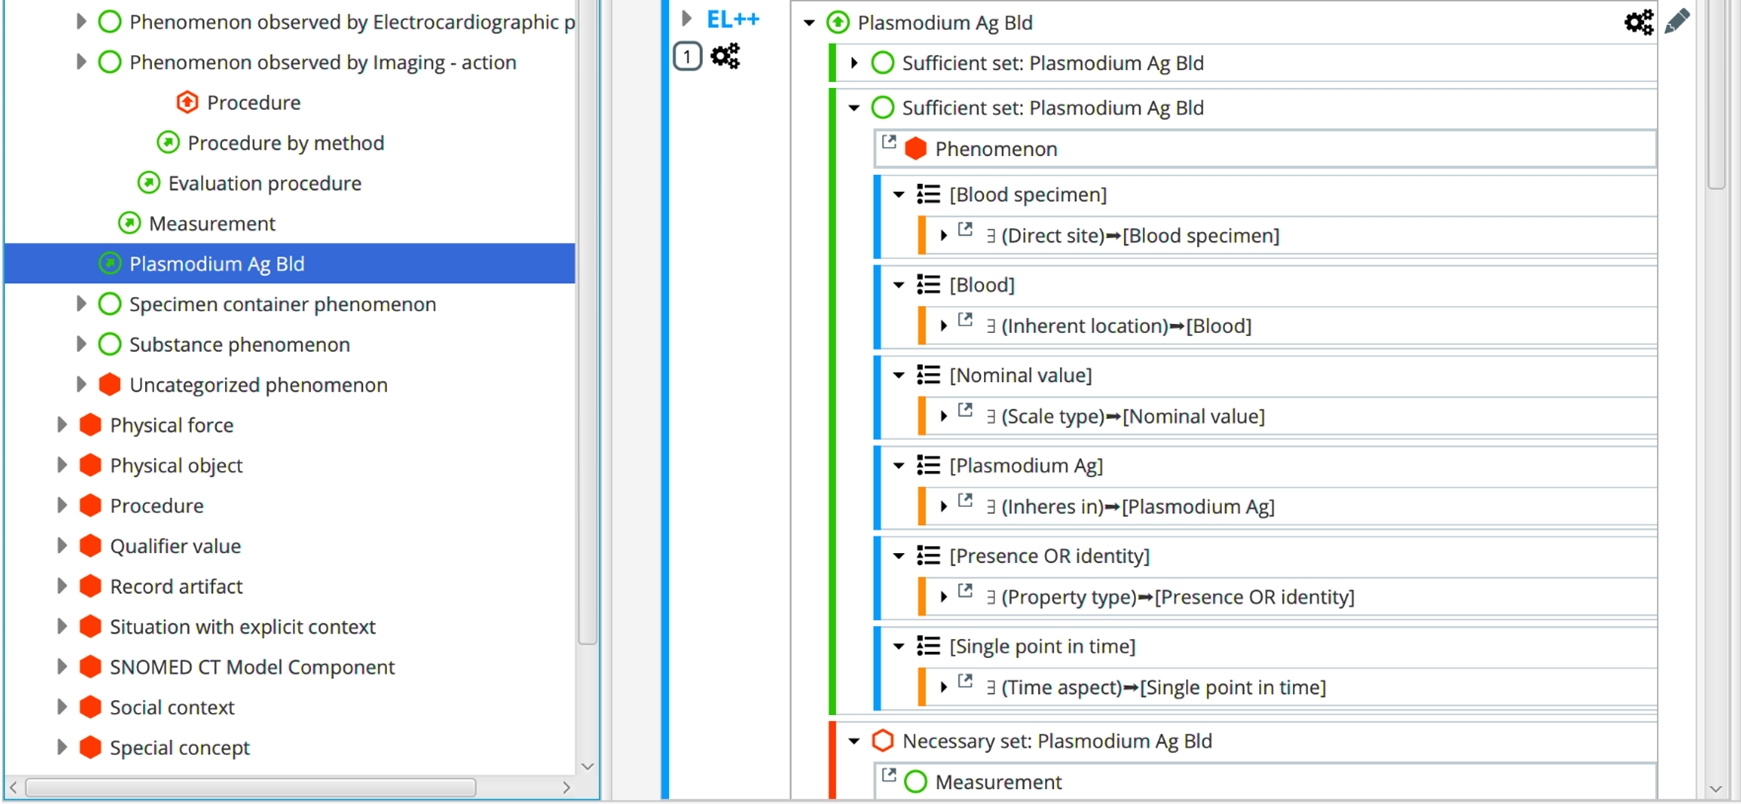 Phenomenon observed by Electrocardiographic p
Phenomenon observed by Imaging - action
Procedure
Procedure by method
Evaluation procedure
Measurement
Plasmodium Ag Bld
Specimen container phenomenon
Substance phenomenon
Uncategorized phenomenon
Physical force
Physical object
Procedure
Qualifier value
Record artifact
Situation with explicit context
SNOMED CT Model Component
Social context
Special concept
EL++
1
Plasmodium Ag Bld
Sufficient set: Plasmodium Ag Bld
Sufficient set: Plasmodium Ag Bld
Phenomenon
[Blood specimen]
∃ (Direct site)➞[Blood specimen]
[Blood]
∃ (Inherent location)➞[Blood]
[Nominal value]
∃ (Scale type)➞[Nominal value]
[Plasmodium Ag]
∃ (Inheres in)➞[Plasmodium Ag]
[Presence OR identity]
∃ (Property type)➞[Presence OR identity]
[Single point in time]
∃ (Time aspect)➞[Single point in time]
Necessary set: Plasmodium Ag Bld
Measurement